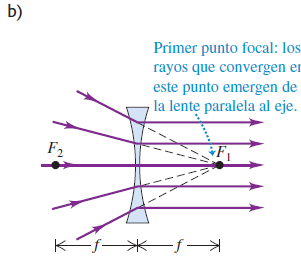 b)
Primer punto focal: los
rayos que convergen en
este punto emergen de
la lente paralela al eje.
F2
F1
f
f